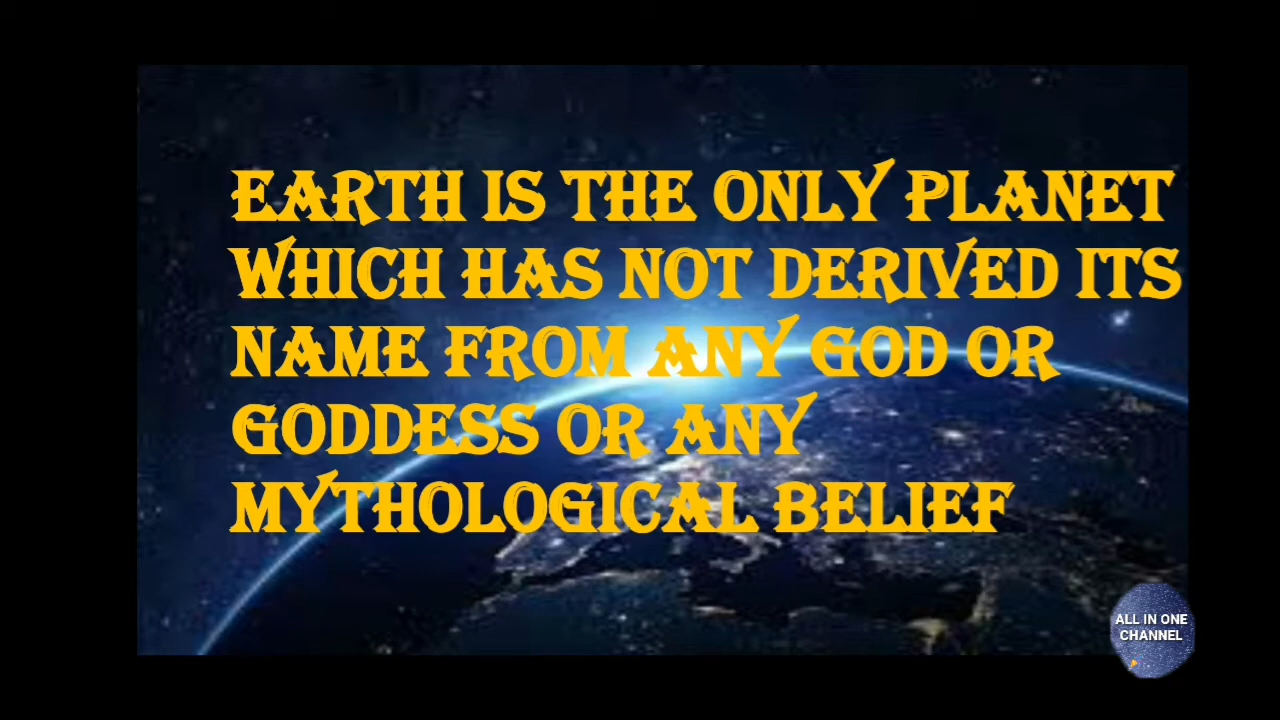 EARTH IS THE ONLY PLANET
WHICH HAS NOT DERIVED ITS
NAME FROM ANY GOD OR
GODDESS OR ANY
MYTHOLOGICAL BELIEF
ALL IN ONE
CHANNEL